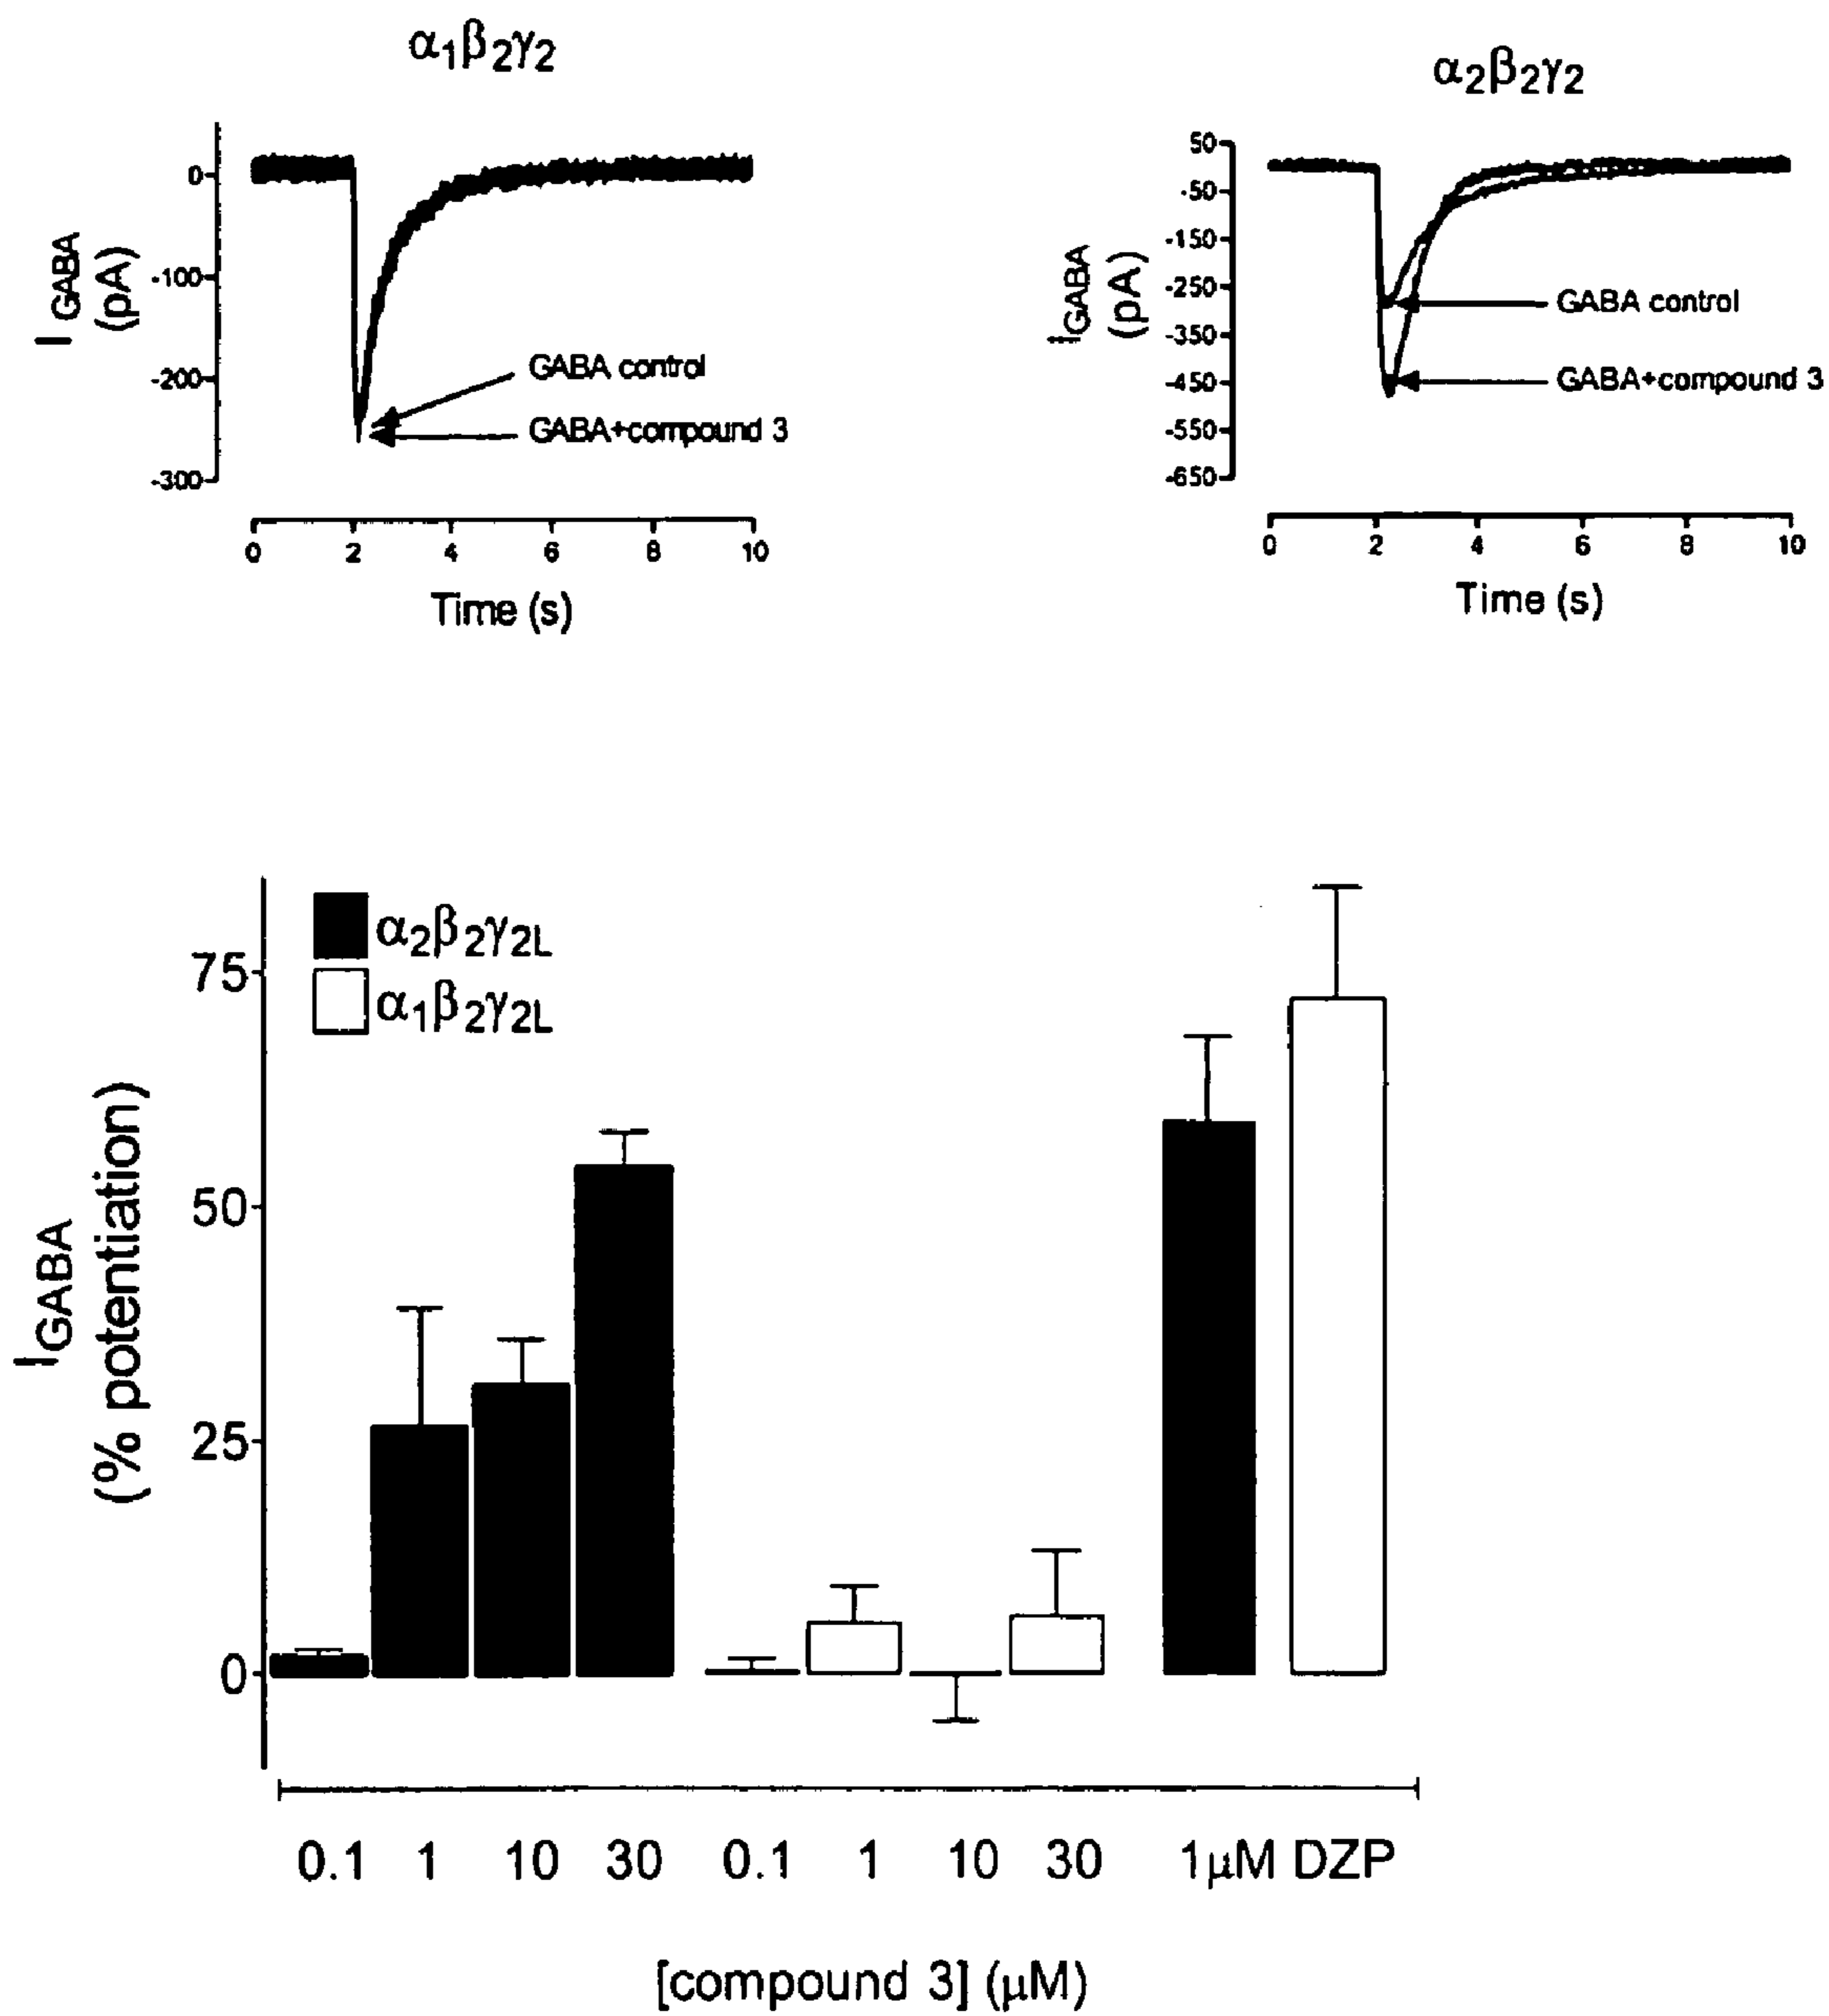 α1β2γ2
I GABA
(pA)
0
-100
-200
-300
GABA control
GABA+compound 3
0 2 4 6 8 10
Time (s)
α2β2γ2
IGABA
(pA)
50
-50
-150
-250
-350
-450
-550
-650
GABA control
GABA+compound 3
0 2 4 6 8 10
Time (s)
α2β2γ2L
α1β2γ2L
IGABA
(% potentiation)
75
50
25
0
0.1 1 10 30 0.1 1 10 30 1μM DZP
[compound 3] (μM)